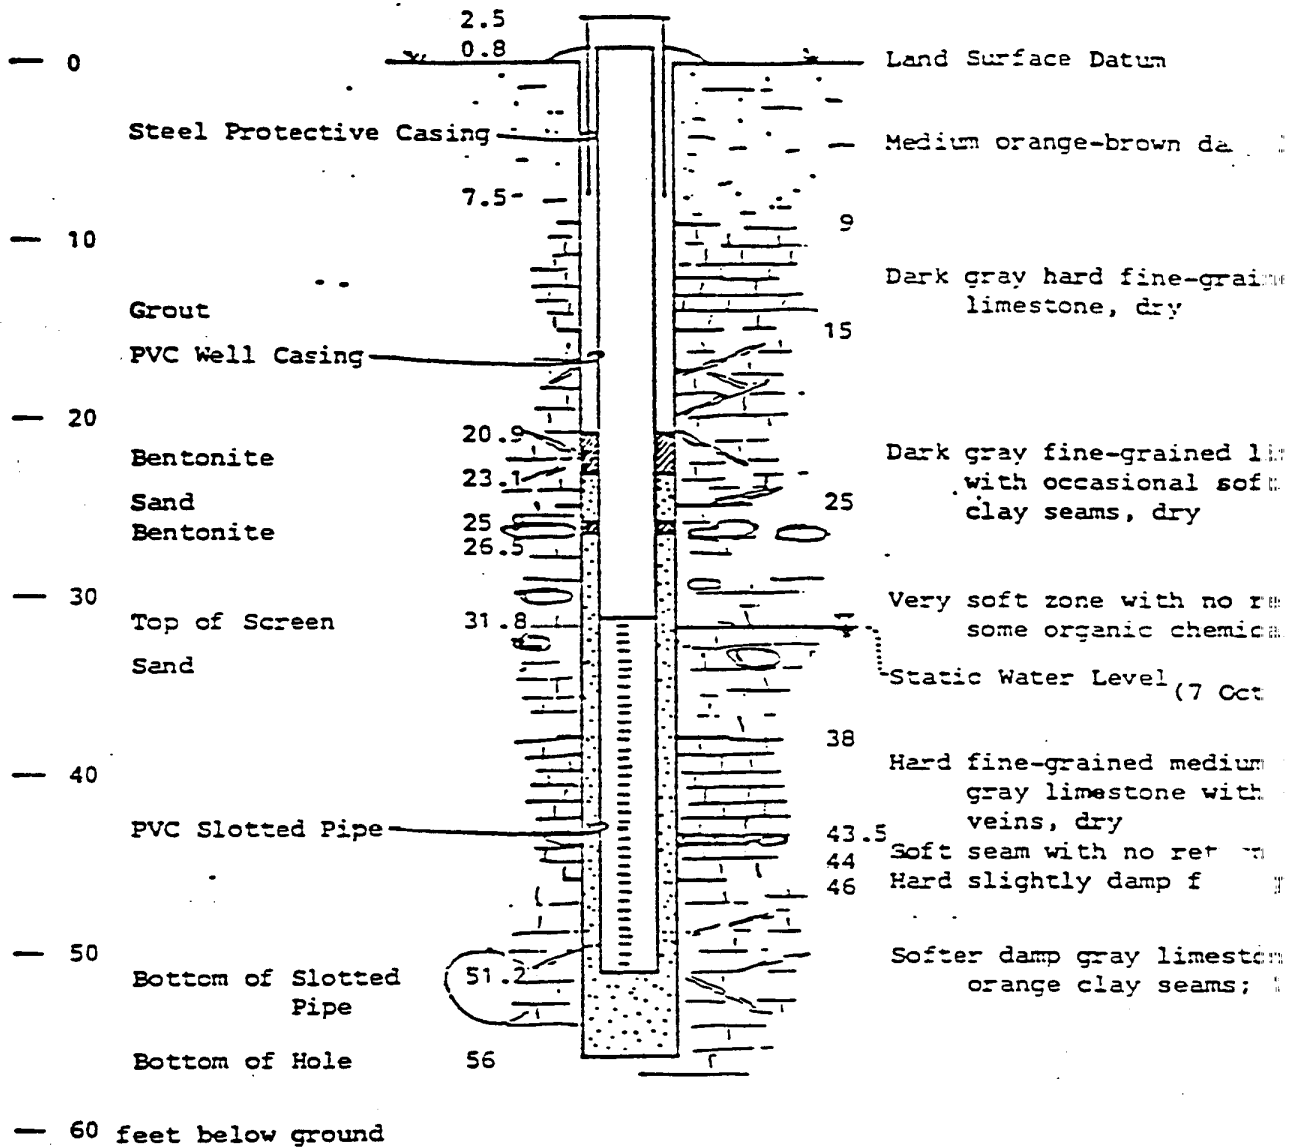 2.5
0.8
0
Land Surface Datum
Steel Protective Casing
Medium orange-brown
7.5
9
10
Dark gray hard
limestone, dry
Grout
15
PVC Well Casing
20
20.9
Bentonite
Dark gray fine-grained
23.1
with occasional
Sand
25
clay seams, dry
25
Bentonite
26.5
30
Very soft zone with no
Top of Screen
31.8
some organic
Sand
Static Water Level (7 Oct
38
40
Hard fine-grained medium
gray limestone with
PVC Slotted Pipe
veins, dry
43.5
Soft seam with no
44
46
Hard slightly damp
50
Softer damp gray
Bottom of Slotted
51.2
orange clay seams;
Pipe
Bottom of Hole
56
60 feet below ground